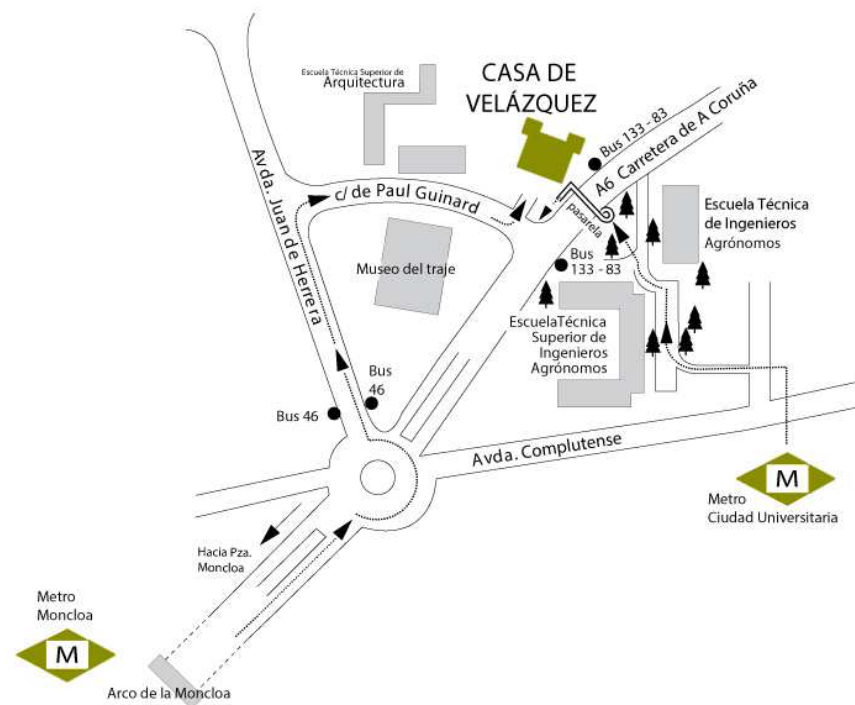 Escuela Técnica Superior de
Arquitectura
CASA DE
VELÁZQUEZ
Bus 133 - 83
A6 Carretera de A Coruña
Avda. Juan de Herrera
c/ de Paul Guinard
pasarela
Escuela Técnica
de Ingenieros
Agrónomos
Museo del traje
Bus
133 - 83
EscuelaTécnica
Superior de
Ingenieros
Agrónomos
Bus
46
Bus 46
Avda. Complutense
M
Metro
Ciudad Universitaria
Hacia Pza.
Moncloa
Metro
Moncloa
M
Arco de la Moncloa